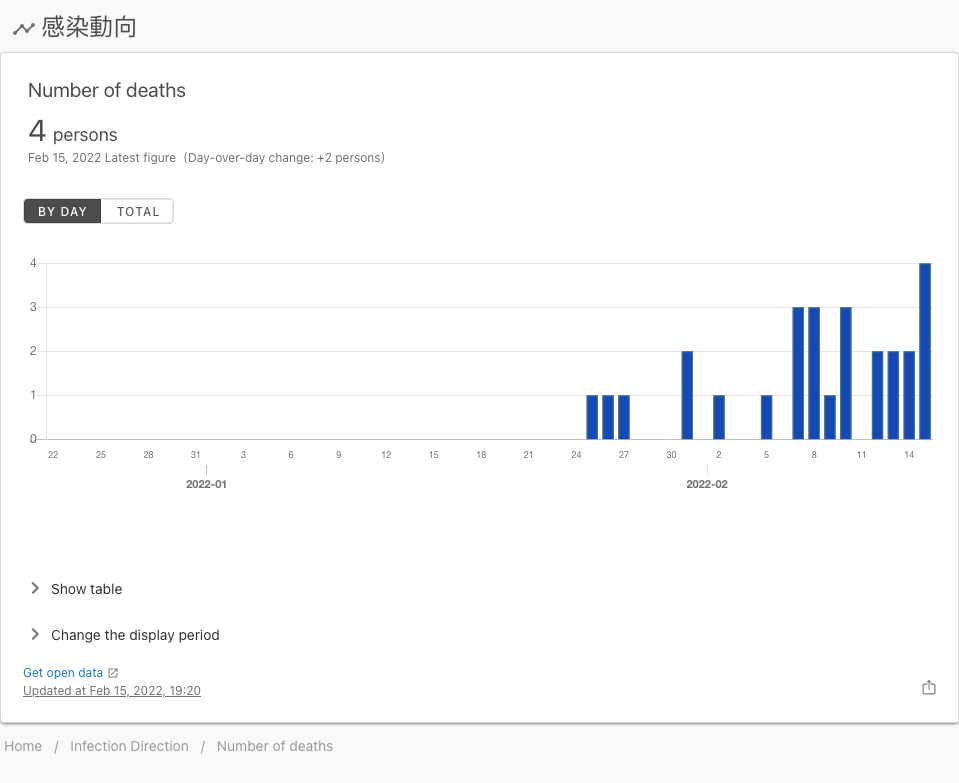 感染動向
Number of deaths
4 persons
Feb 15, 2022 Latest figure (Day-over-day change: +2 persons)
BY DAY TOTAL
4
3
2
1
0
22 25 28 31 3 6 9 12 15 18 21 24 27 30 2 5 8 11 14
2022-01 2022-02
Show table
Change the display period
Get open data
Updated at Feb 15, 2022, 19:20
Home / Infection Direction / Number of deaths